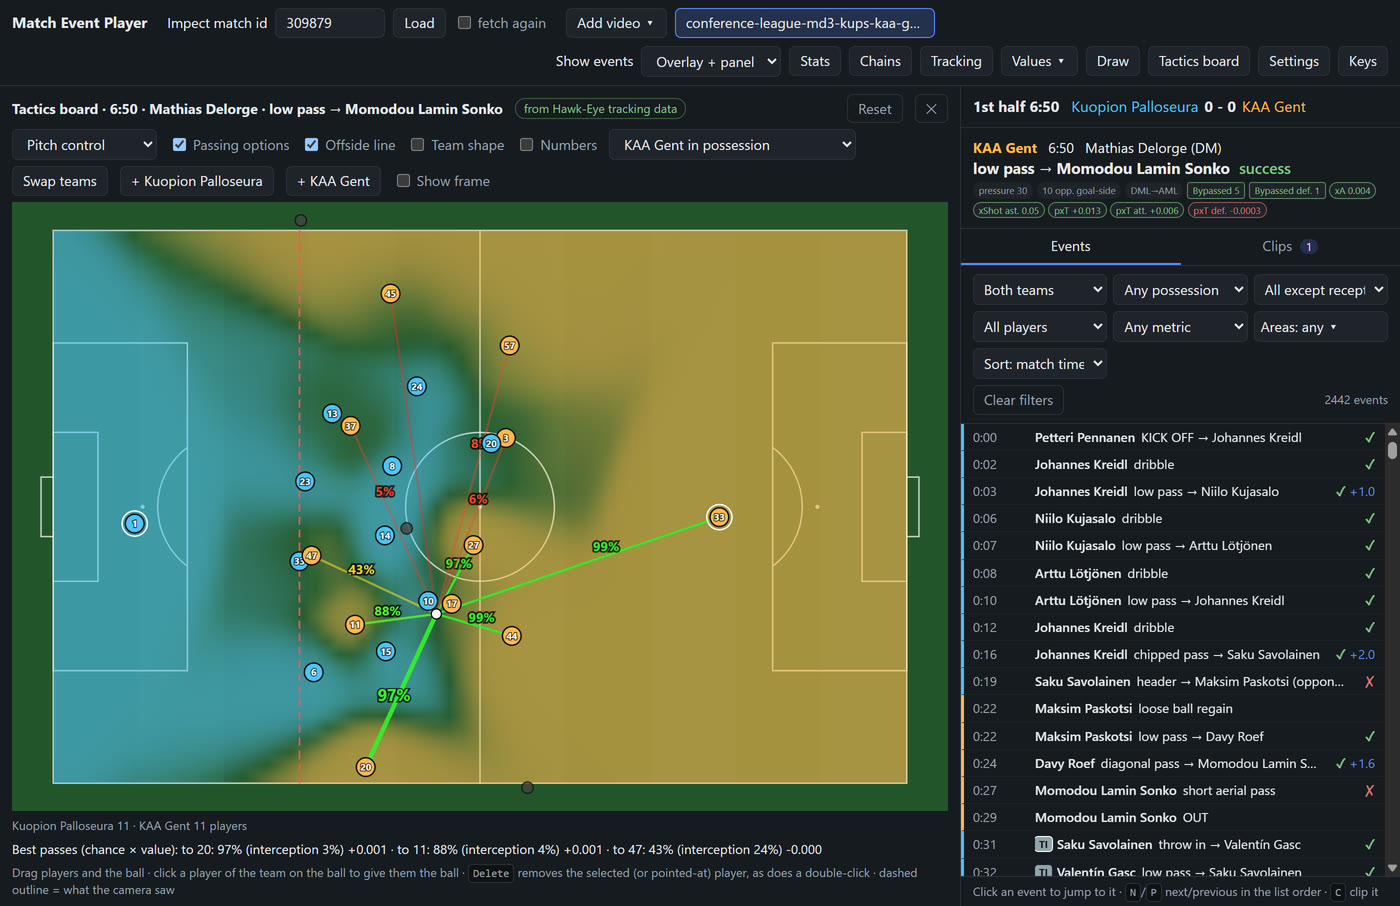 Match Event Player Impact match id 309879 Load fetch again Add video ▾ conference-league-md3-kups-kaa-g...
Show events Overlay + panel Stats Chains Tracking Values ▾ Draw Tactics board Settings Keys
Tactics board · 6:50 · Mathias Delorge · low pass → Momodou Lamin Sonko from Hawk-Eye tracking data Reset ×
Pitch control Passing options Offside line Team shape Numbers KAA Gent in possession
Swap teams + Kuopion Palloseura + KAA Gent Show frame
45
57
24
13
37
8 20 3
8
23
5%
6%
1
14
27
99%
33
47
43%
97%
10
17
88%
99%
11
44
15
6
97%
20
Kuopion Palloseura 11 · KAA Gent 11 players
Best passes (chance × value): to 20: 97% (interception 3%) +0.001 · to 11: 88% (interception 4%) +0.001 · to 47: 43% (interception 24%) -0.000
Drag players and the ball · click a player of the team on the ball to give them the ball · Delete removes the selected (or pointed-at) player, as does a double-click · dashed
outline = what the camera saw
1st half 6:50 Kuopion Palloseura 0 - 0 KAA Gent
KAA Gent 6:50 Mathias Delorge (DM)
low pass → Momodou Lamin Sonko success
pressure 30 10 opp. goal-side DML→AML Bypassed 5 Bypassed def. 1 xA 0.004
xShot ast. 0.05 pxT +0.013 pxT att. +0.006 pxT def. -0.0003
Events Clips 1
Both teams Any possession All except recept
All players Any metric Areas: any ▾
Sort: match time
Clear filters 2442 events
0:00 Petteri Pennanen KICK OFF → Johannes Kreidl ✓
0:02 Johannes Kreidl dribble ✓
0:03 Johannes Kreidl low pass → Niilo Kujasalo ✓ +1.0
0:06 Niilo Kujasalo dribble ✓
0:07 Niilo Kujasalo low pass → Arttu Lötjönen ✓
0:08 Arttu Lötjönen dribble ✓
0:10 Arttu Lötjönen low pass → Johannes Kreidl ✓
0:12 Johannes Kreidl dribble ✓
0:16 Johannes Kreidl chipped pass → Saku Savolainen ✓ +2.0
0:19 Saku Savolainen header → Maksim Paskotsi (oppon... ✗
0:22 Maksim Paskotsi loose ball regain
0:22 Maksim Paskotsi low pass → Davy Roef ✓
0:24 Davy Roef diagonal pass → Momodou Lamin S... ✓ +1.6
0:27 Momodou Lamin Sonko short aerial pass ✗
0:29 Momodou Lamin Sonko OUT
0:31 TI Saku Savolainen throw in → Valentín Gasc ✓
0:32 TI Valentín Gasc low pass → Saku Savolainen ✓
Click an event to jump to it · N / P next/previous in the list order · C clip it